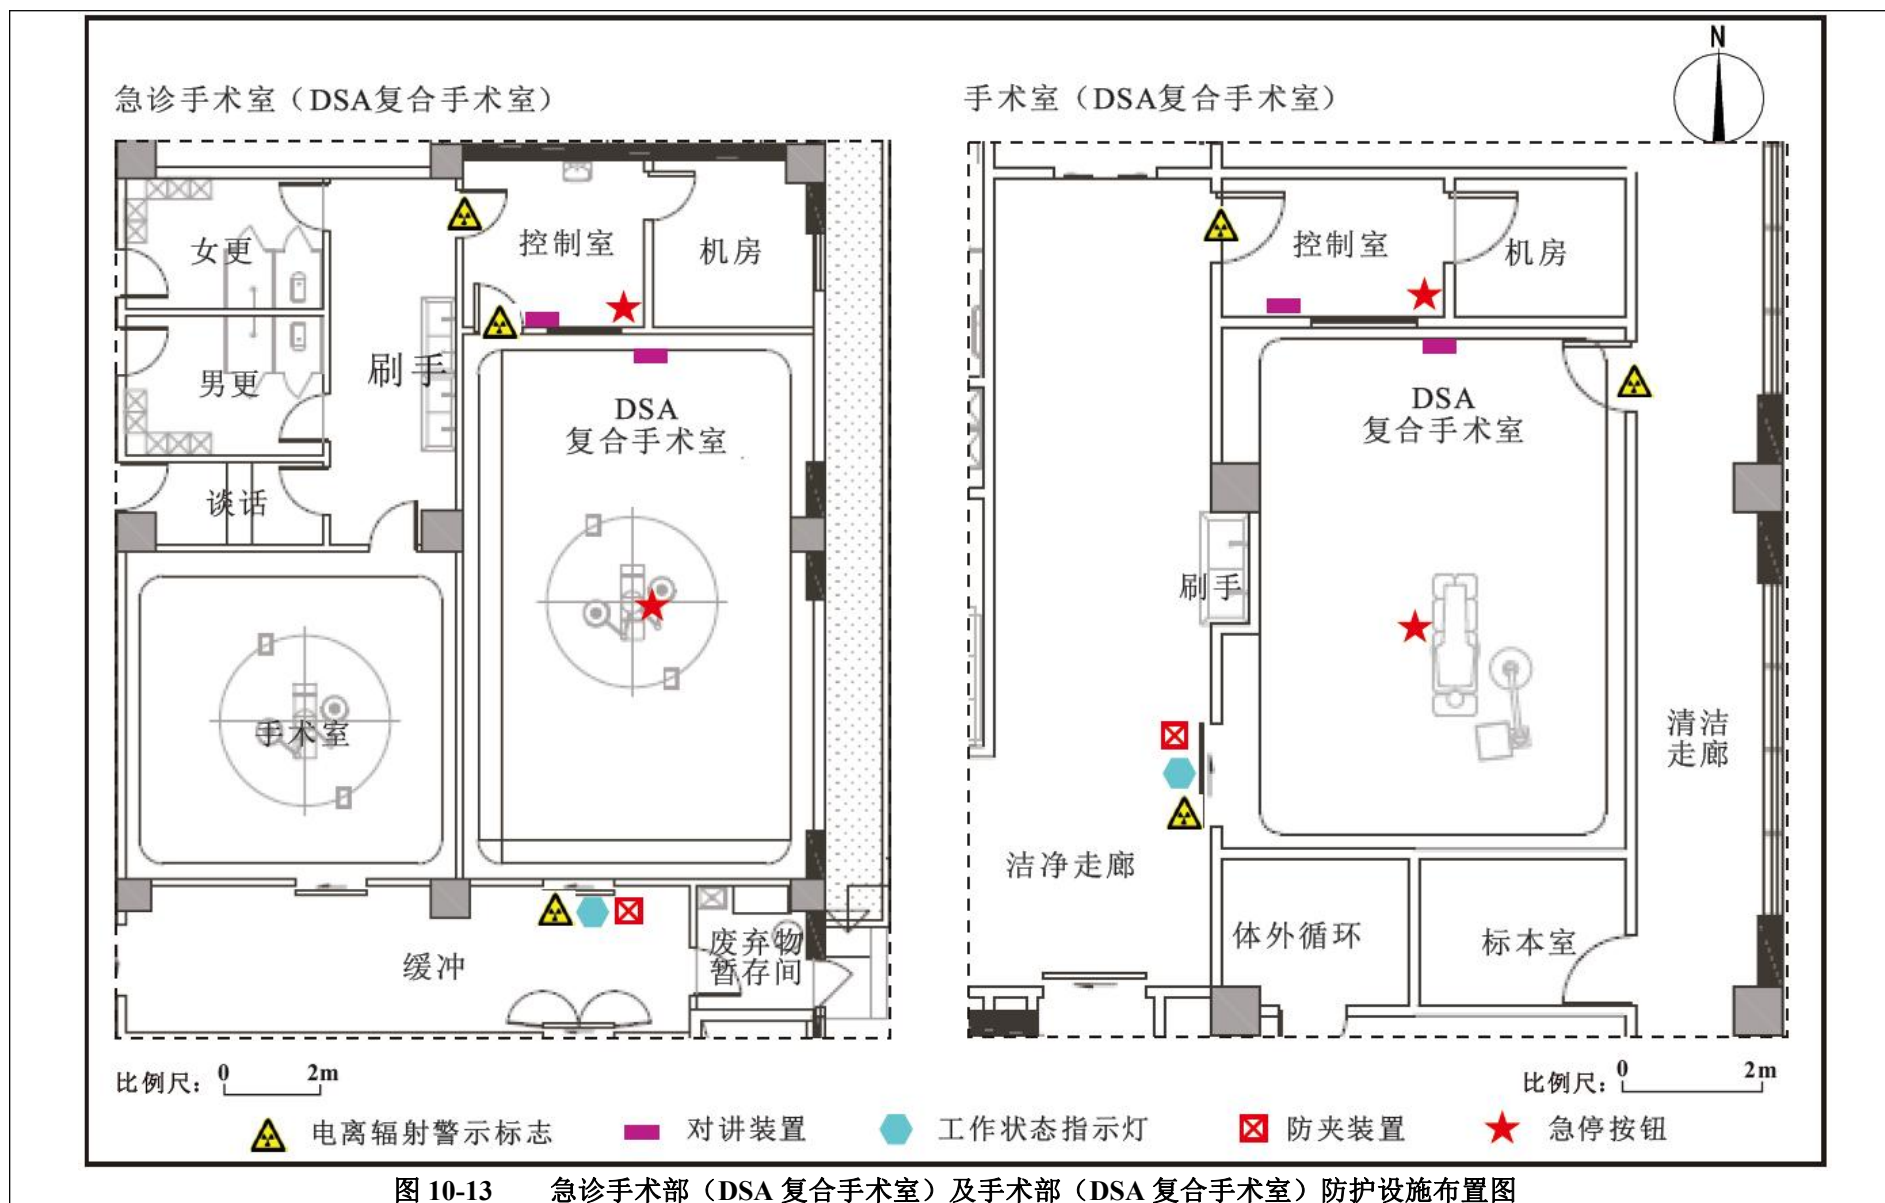 N
急诊手术室（DSA复合手术室）
手术室（DSA复合手术室）
女更
控制室
机房
男更
刷手
DSA
复合手术室
谈话
手术室
缓冲
废弃物
暂存间
控制室
机房
DSA
复合手术室
刷手
清洁
走廊
洁净走廊
体外循环
标本室
比例尺：0 2m
比例尺：0 2m
电离辐射警示标志 对讲装置 工作状态指示灯 防夹装置 急停按钮
图 10-13 急诊手术部（DSA 复合手术室）及手术部（DSA 复合手术室）防护设施布置图